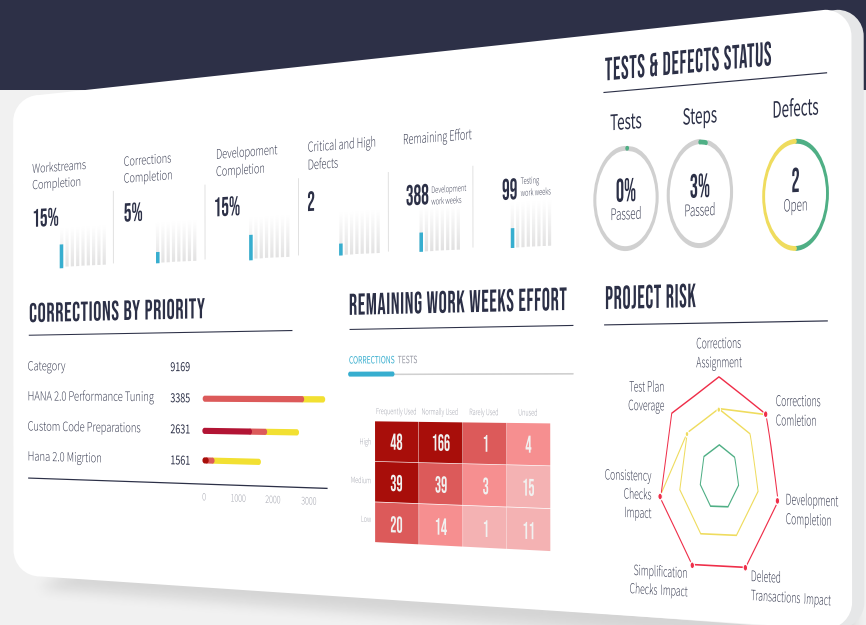 TESTS & DEFECTS STATUS
Tests
Steps
Defects
0%
Passed
3%
Passed
2
Open
Workstreams
Completion
15%
Corrections
Completion
5%
Development
Completion
15%
Critical and High
Defects
2
Remaining Effort
388 Development
work weeks
99 Testing
work weeks
CORRECTIONS BY PRIORITY
Category 9169
HANA 2.0 Performance Tuning 3385
Custom Code Preparations 2631
Hana 2.0 Migrtion 1561
0 1000 2000 3000
REMAINING WORK WEEKS EFFORT
CORRECTIONS TESTS
Frequently Used Normally Used Rarely Used Unused
High 48 166 1 4
Medium 39 39 3 15
Low 20 14 1 11
PROJECT RISK
Corrections
Assignment
Test Plan
Coverage
Corrections
Comletion
Consistency
Checks
Impact
Development
Completion
Simplification
Checks Impact
Deleted
Transactions Impact